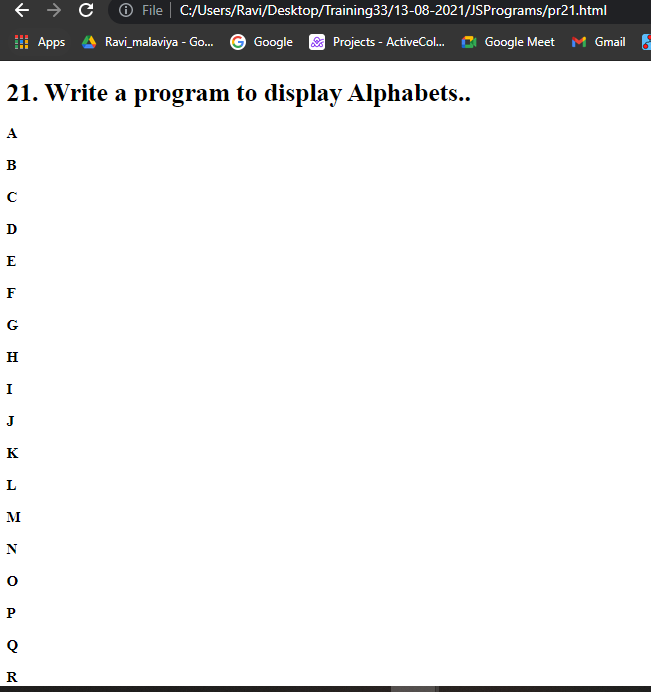 File | C:/Users/Ravi/Desktop/Training33/13-08-2021/JSPrograms/pr21.html
Apps Ravi_malaviya - Go... Google Projects - ActiveCol... Google Meet Gmail
21. Write a program to display Alphabets..
A
B
C
D
E
F
G
H
I
J
K
L
M
N
O
P
Q
R